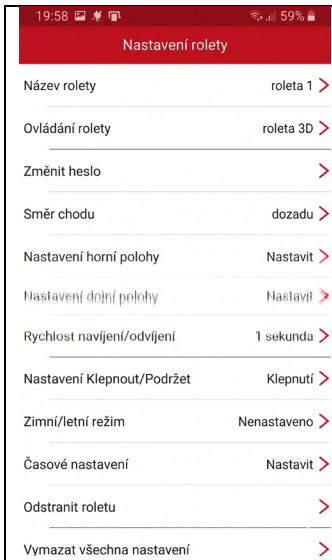 19:58 59%
Nastavení rolety
Název rolety roleta 1
Ovládání rolety roleta 3D
Změnit heslo
Směr chodu dozadu
Nastavení horní polohy Nastavit
Nastavení dolní polohy Nastavit
Rychlost navíjení/odvíjení 1 sekunda
Nastavení Klepnout/Podržet Klepnutí
Zimní/letní režim Nenastaveno
Časové nastavení Nastavit
Odstranit roletu
Vymazat všechna nastavení